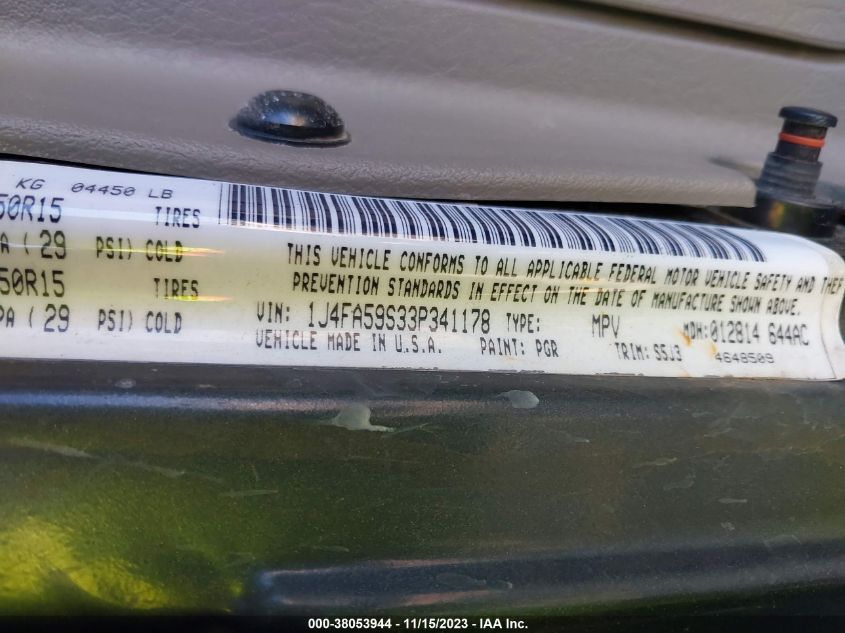 KG 04450 LB
50R15 TIRES
PA (29 PSI) COLD
50R15 TIRES
PA (29 PSI) COLD
THIS VEHICLE CONFORMS TO ALL APPLICABLE FEDERAL MOTOR VEHICLE SAFETY AND THEF
PREVENTION STANDARDS IN EFFECT ON THE DATE OF MANUFACTURE SHOWN ABOVE.
VIN: 1J4FA59S33P341178 TYPE: MPV MDH: 012814 644AC
VEHICLE MADE IN U.S.A. PAINT: PGR TRIM: S5J3 4648509
000-38053944 - 11/15/2023 - IAA Inc.